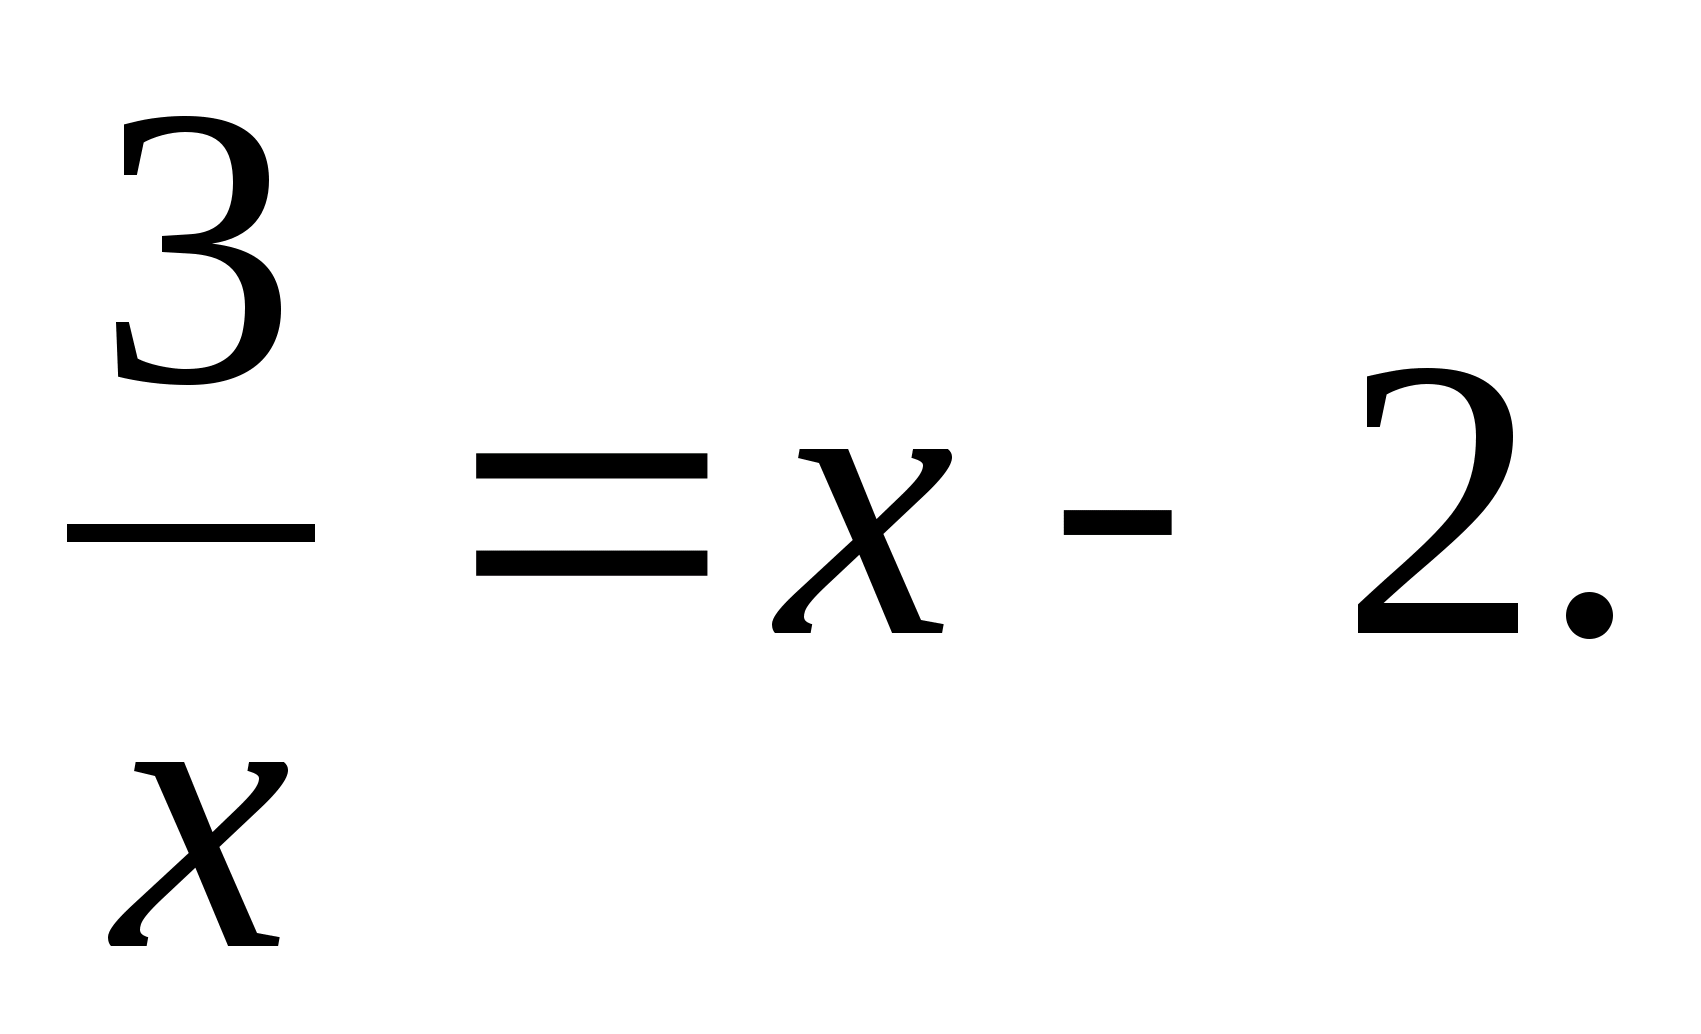 3/x = x - 2.